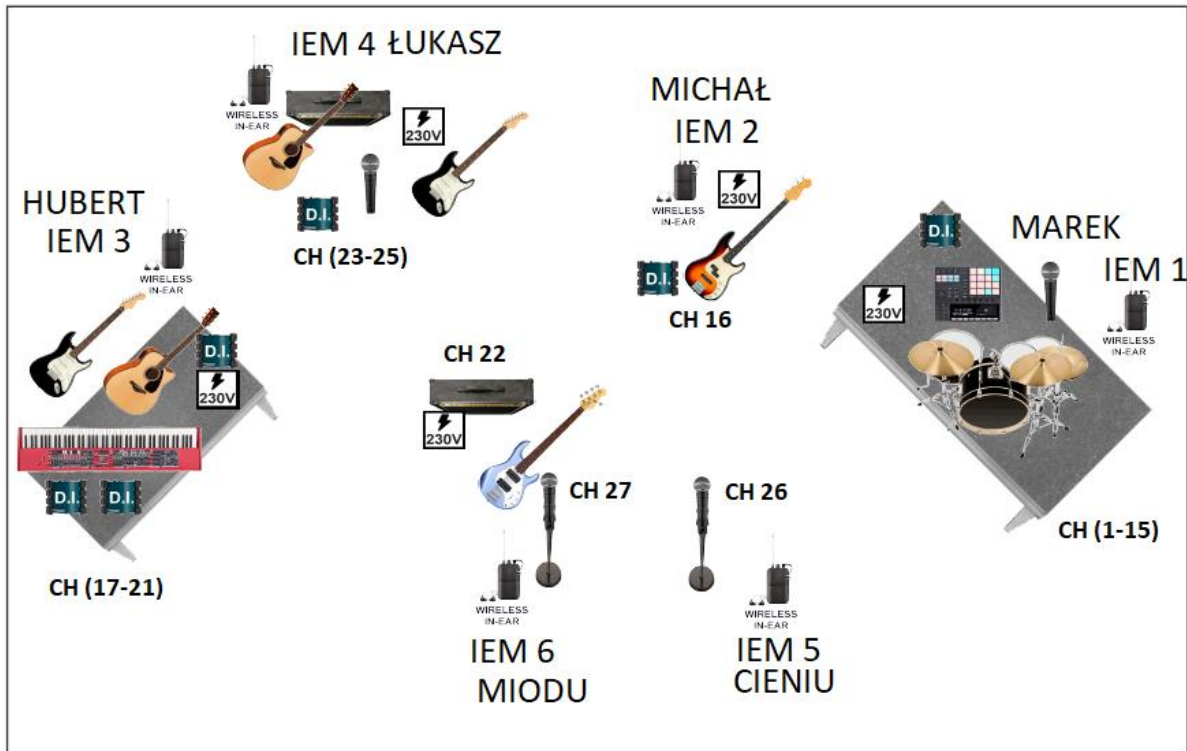 IEM 4 ŁUKASZ
WIRELESS
IN-EAR
230V
D.I.
CH (23-25)
MICHAŁ
IEM 2
WIRELESS
IN-EAR
230V
D.I.
CH 16
HUBERT
IEM 3
WIRELESS
IN-EAR
D.I.
230V
D.I.
D.I.
CH (17-21)
MAREK
IEM 1
D.I.
230V
WIRELESS
IN-EAR
CH (1-15)
CH 22
230V
CH 27
WIRELESS
IN-EAR
IEM 6
MIODU
CH 26
WIRELESS
IN-EAR
IEM 5
CIENIU